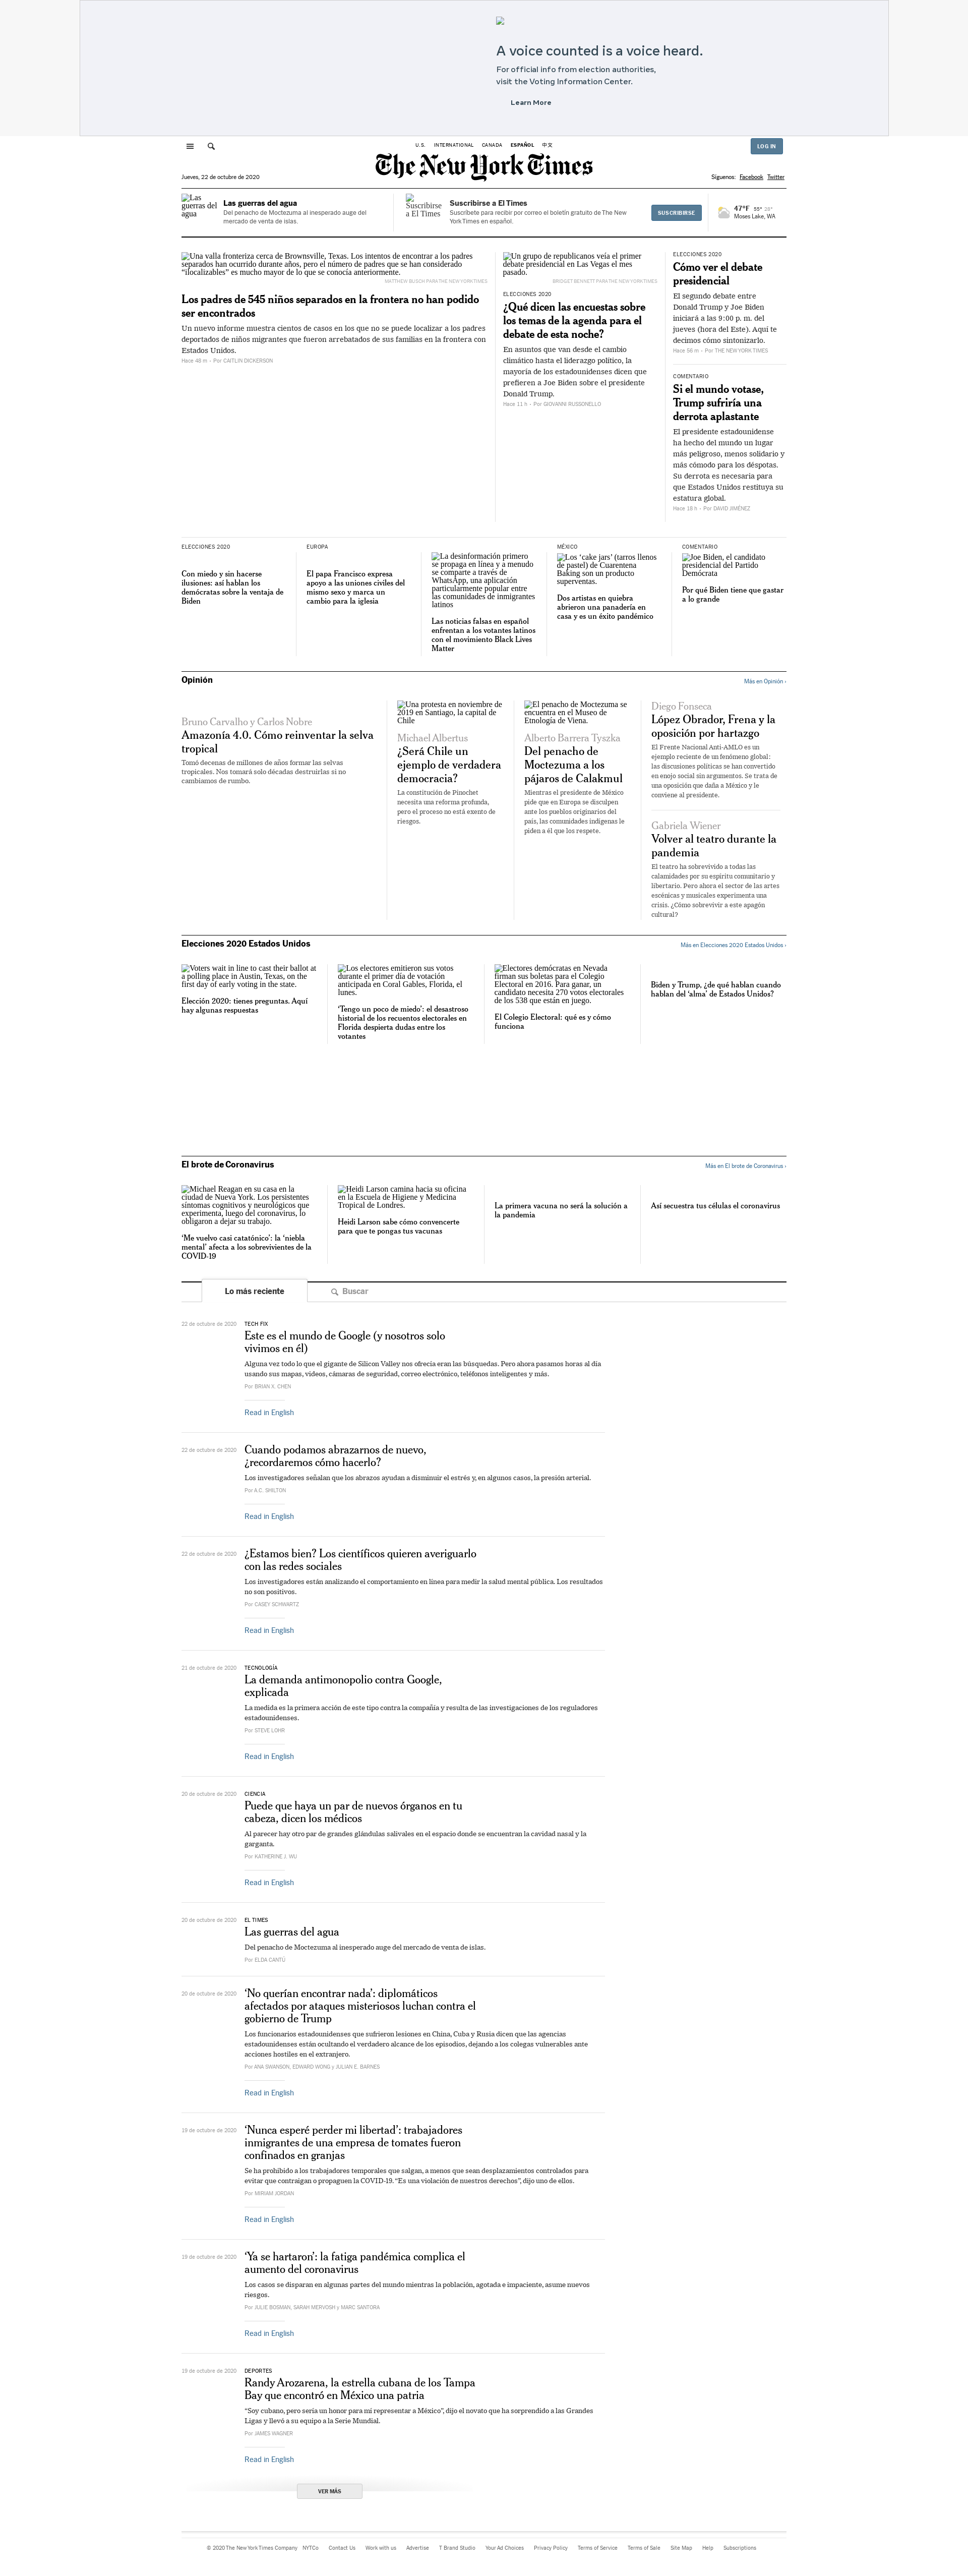 A voice counted is a voice heard.
For official info from election authorities,
visit the Voting Information Center.
Learn More
U.S. INTERNATIONAL CANADA ESPAÑOL 中文
LOG IN
The New York Times
Jueves, 22 de octubre de 2020
Síguenos: Facebook Twitter
Las guerras del agua
Las guerras del agua
Del penacho de Moctezuma al inesperado auge del
mercado de venta de islas.
Suscribirse a El Times
Suscribirse a El Times
Suscríbete para recibir por correo el boletín gratuito de The New
York Times en español.
SUSCRIBIRSE
47°F 55° 28°
Moses Lake, WA
Una valla fronteriza cerca de Brownsville, Texas. Los intentos de encontrar a los padres
separados han ocurrido durante años, pero el número de padres que se han considerado
“ilocalizables” es mucho mayor de lo que se conocía anteriormente.
MATTHEW BUSCH PARA THE NEW YORK TIMES
Los padres de 545 niños separados en la frontera no han podido
ser encontrados
Un nuevo informe muestra cientos de casos en los que no se puede localizar a los padres
deportados de niños migrantes que fueron arrebatados de sus familias en la frontera con
Estados Unidos.
Hace 48 m - Por CAITLIN DICKERSON
Un grupo de republicanos veía el primer
debate presidencial en Las Vegas el mes
pasado.
BRIDGET BENNETT PARA THE NEW YORK TIMES
ELECCIONES 2020
¿Qué dicen las encuestas sobre
los temas de la agenda para el
debate de esta noche?
En asuntos que van desde el cambio
climático hasta el liderazgo político, la
mayoría de los estadounidenses dicen que
prefieren a Joe Biden sobre el presidente
Donald Trump.
Hace 11 h - Por GIOVANNI RUSSONELLO
ELECCIONES 2020
Cómo ver el debate
presidencial
El segundo debate entre
Donald Trump y Joe Biden
iniciará a las 9:00 p. m. del
jueves (hora del Este). Aquí te
decimos cómo sintonizarlo.
Hace 56 m - Por THE NEW YORK TIMES
COMENTARIO
Si el mundo votase,
Trump sufriría una
derrota aplastante
El presidente estadounidense
ha hecho del mundo un lugar
más peligroso, menos solidario y
más cómodo para los déspotas.
Su derrota es necesaria para
que Estados Unidos restituya su
estatura global.
Hace 18 h - Por DAVID JIMÉNEZ
ELECCIONES 2020
Con miedo y sin hacerse
ilusiones: así hablan los
demócratas sobre la ventaja de
Biden
EUROPA
El papa Francisco expresa
apoyo a las uniones civiles del
mismo sexo y marca un
cambio para la iglesia
La desinformación primero
se propaga en línea y a menudo
se comparte a través de
WhatsApp, una aplicación
particularmente popular entre
las comunidades de inmigrantes
latinos
Las noticias falsas en español
enfrentan a los votantes latinos
con el movimiento Black Lives
Matter
MÉXICO
Los ‘cake jars’ (tarros llenos
de pastel) de Cuarentena
Baking son un producto
superventas.
Dos artistas en quiebra
abrieron una panadería en
casa y es un éxito pandémico
COMENTARIO
Joe Biden, el candidato
presidencial del Partido
Demócrata
Por qué Biden tiene que gastar
a lo grande
Opinión
Más en Opinión ›
Bruno Carvalho y Carlos Nobre
Amazonía 4.0. Cómo reinventar la selva
tropical
Tomó decenas de millones de años formar las selvas
tropicales. Nos tomará solo décadas destruirlas si no
cambiamos de rumbo.
Una protesta en noviembre de
2019 en Santiago, la capital de
Chile
Michael Albertus
¿Será Chile un
ejemplo de verdadera
democracia?
La constitución de Pinochet
necesita una reforma profunda,
pero el proceso no está exento de
riesgos.
El penacho de Moctezuma se
encuentra en el Museo de
Etnología de Viena.
Alberto Barrera Tyszka
Del penacho de
Moctezuma a los
pájaros de Calakmul
Mientras el presidente de México
pide que en Europa se disculpen
ante los pueblos originarios del
país, las comunidades indígenas le
piden a él que los respete.
Diego Fonseca
López Obrador, Frena y la
oposición por hartazgo
El Frente Nacional Anti-AMLO es un
ejemplo reciente de un fenómeno global:
las discusiones políticas se han convertido
en enojo social sin argumentos. Se trata de
una oposición que daña a México y le
conviene al presidente.
Gabriela Wiener
Volver al teatro durante la
pandemia
El teatro ha sobrevivido a todas las
calamidades por su espíritu comunitario y
libertario. Pero ahora el sector de las artes
escénicas y musicales experimenta una
crisis. ¿Cómo sobrevivir a este apagón
cultural?
Elecciones 2020 Estados Unidos
Más en Elecciones 2020 Estados Unidos ›
Voters wait in line to cast their ballot at
a polling place in Austin, Texas, on the
first day of early voting in the state.
Elección 2020: tienes preguntas. Aquí
hay algunas respuestas
Los electores emitieron sus votos
durante el primer día de votación
anticipada en Coral Gables, Florida, el
lunes.
‘Tengo un poco de miedo’: el desastroso
historial de los recuentos electorales en
Florida despierta dudas entre los
votantes
Electores demócratas en Nevada
firman sus boletas para el Colegio
Electoral en 2016. Para ganar, un
candidato necesita 270 votos electorales
de los 538 que están en juego.
El Colegio Electoral: qué es y cómo
funciona
Biden y Trump, ¿de qué hablan cuando
hablan del ‘alma’ de Estados Unidos?
El brote de Coronavirus
Más en El brote de Coronavirus ›
Michael Reagan en su casa en la
ciudad de Nueva York. Los persistentes
síntomas cognitivos y neurológicos que
experimenta, luego del coronavirus, lo
obligaron a dejar su trabajo.
‘Me vuelvo casi catatónico’: la ‘niebla
mental’ afecta a los sobrevivientes de la
COVID-19
Heidi Larson camina hacia su oficina
en la Escuela de Higiene y Medicina
Tropical de Londres.
Heidi Larson sabe cómo convencerte
para que te pongas tus vacunas
La primera vacuna no será la solución a
la pandemia
Así secuestra tus células el coronavirus
Lo más reciente
Buscar
22 de octubre de 2020 TECH FIX
Este es el mundo de Google (y nosotros solo
vivimos en él)
Alguna vez todo lo que el gigante de Silicon Valley nos ofrecía eran las búsquedas. Pero ahora pasamos horas al día
usando sus mapas, videos, cámaras de seguridad, correo electrónico, teléfonos inteligentes y más.
Por BRIAN X. CHEN
Read in English
22 de octubre de 2020
Cuando podamos abrazarnos de nuevo,
¿recordaremos cómo hacerlo?
Los investigadores señalan que los abrazos ayudan a disminuir el estrés y, en algunos casos, la presión arterial.
Por A.C. SHILTON
Read in English
22 de octubre de 2020
¿Estamos bien? Los científicos quieren averiguarlo
con las redes sociales
Los investigadores están analizando el comportamiento en línea para medir la salud mental pública. Los resultados
no son positivos.
Por CASEY SCHWARTZ
Read in English
21 de octubre de 2020 TECNOLOGÍA
La demanda antimonopolio contra Google,
explicada
La medida es la primera acción de este tipo contra la compañía y resulta de las investigaciones de los reguladores
estadounidenses.
Por STEVE LOHR
Read in English
20 de octubre de 2020 CIENCIA
Puede que haya un par de nuevos órganos en tu
cabeza, dicen los médicos
Al parecer hay otro par de grandes glándulas salivales en el espacio donde se encuentran la cavidad nasal y la
garganta.
Por KATHERINE J. WU
Read in English
20 de octubre de 2020 EL TIMES
Las guerras del agua
Del penacho de Moctezuma al inesperado auge del mercado de venta de islas.
Por ELDA CANTÚ
20 de octubre de 2020
‘No querían encontrar nada’: diplomáticos
afectados por ataques misteriosos luchan contra el
gobierno de Trump
Los funcionarios estadounidenses que sufrieron lesiones en China, Cuba y Rusia dicen que las agencias
estadounidenses están ocultando el verdadero alcance de los episodios, dejando a los colegas vulnerables ante
acciones hostiles en el extranjero.
Por ANA SWANSON, EDWARD WONG y JULIAN E. BARNES
Read in English
19 de octubre de 2020
‘Nunca esperé perder mi libertad’: trabajadores
inmigrantes de una empresa de tomates fueron
confinados en granjas
Se ha prohibido a los trabajadores temporales que salgan, a menos que sean desplazamientos controlados para
evitar que contraigan o propaguen la COVID-19. “Es una violación de nuestros derechos”, dijo uno de ellos.
Por MIRIAM JORDAN
Read in English
19 de octubre de 2020
‘Ya se hartaron’: la fatiga pandémica complica el
aumento del coronavirus
Los casos se disparan en algunas partes del mundo mientras la población, agotada e impaciente, asume nuevos
riesgos.
Por JULIE BOSMAN, SARAH MERVOSH y MARC SANTORA
Read in English
19 de octubre de 2020 DEPORTES
Randy Arozarena, la estrella cubana de los Tampa
Bay que encontró en México una patria
“Soy cubano, pero sería un honor para mí representar a México”, dijo el novato que ha sorprendido a las Grandes
Ligas y llevó a su equipo a la Serie Mundial.
Por JAMES WAGNER
Read in English
VER MÁS
© 2020 The New York Times Company NYTCo Contact Us Work with us Advertise T Brand Studio Your Ad Choices Privacy Policy Terms of Service Terms of Sale Site Map Help Subscriptions